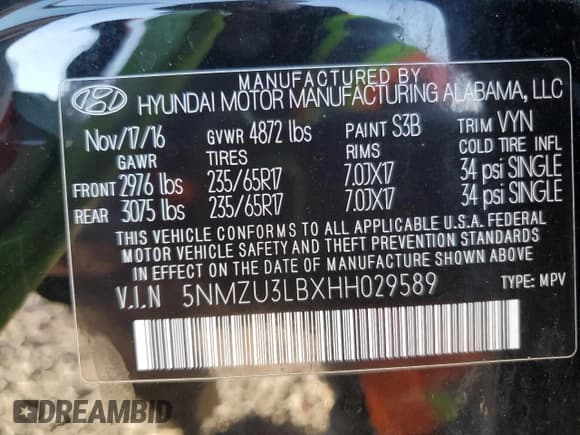 MANUFACTURED BY
HYUNDAI MOTOR MANUFACTURING ALABAMA, LLC
Nov/17/16 GVWR 4872 lbs PAINT S3B TRIM VYN
GAWR TIRES RIMS COLD TIRE INFL
FRONT 2976 lbs 235/65R17 7.0JX17 34 psi SINGLE
REAR 3075 lbs 235/65R17 7.0JX17 34 psi SINGLE
THIS VEHICLE CONFORMS TO ALL APPLICABLE U.S.A. FEDERAL
MOTOR VEHICLE SAFETY AND THEFT PREVENTION STANDARDS
IN EFFECT ON THE DATE OF MANUFACTURE SHOWN ABOVE.
V.I.N 5NMZU3LBXHH029589 TYPE: MPV
DREAMBID